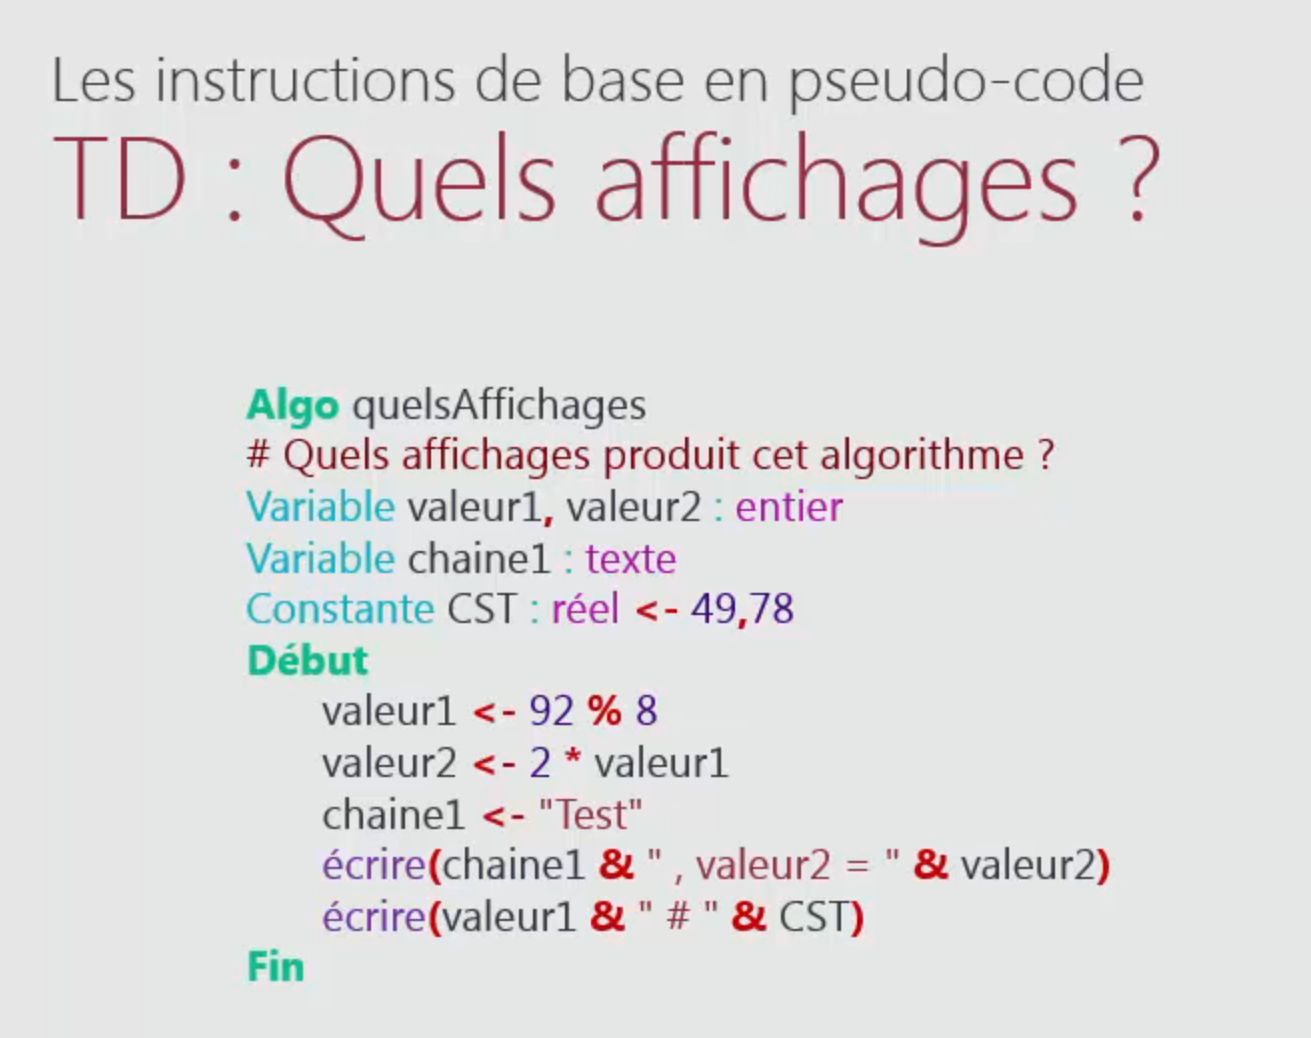 Les instructions de base en pseudo-code
TD : Quels affichages ?
Algo quelsAffichages
# Quels affichages produit cet algorithme ?
Variable valeur1, valeur2 : entier
Variable chaine1 : texte
Constante CST : réel <- 49,78
Début
valeur1 <- 92 % 8
valeur2 <- 2 * valeur1
chaine1 <- "Test"
écrire(chaine1 & " , valeur2 = " & valeur2)
écrire(valeur1 & " # " & CST)
Fin